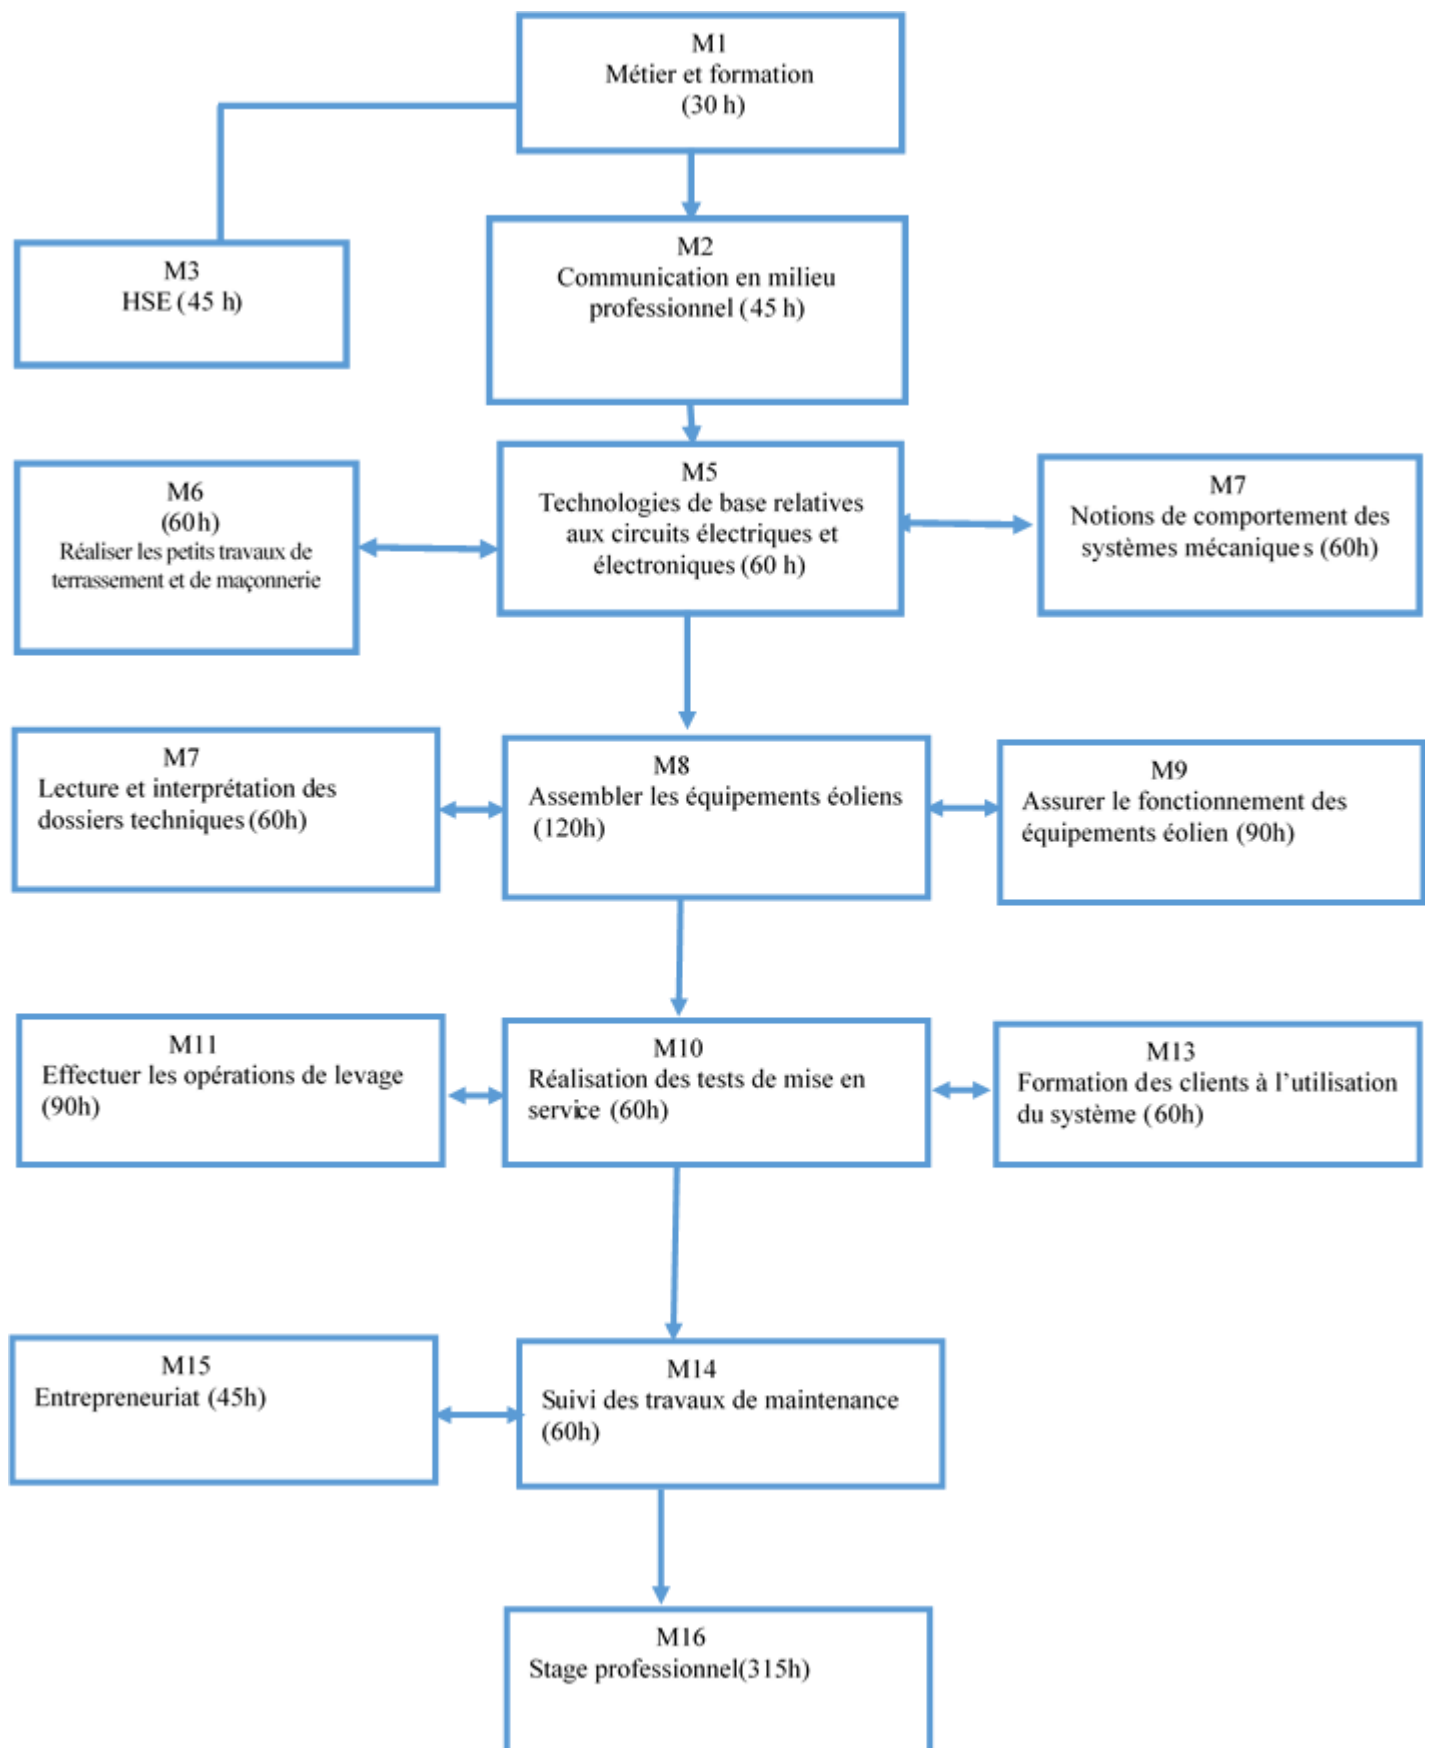 M1
Métier et formation
(30 h)
M3
HSE (45 h)
M2
Communication en milieu
professionnel (45 h)
M6
(60 h)
Réaliser les petits travaux de
terrassement et de maçonnerie
M5
Technologies de base relatives
aux circuits électriques et
électroniques (60 h)
M7
Notions de comportement des
systèmes mécaniques (60h)
M7
Lecture et interprétation des
dossiers techniques (60h)
M8
Assembler les équipements éoliens
(120h)
M9
Assurer le fonctionnement des
équipements éolien (90h)
M11
Effectuer les opérations de levage
(90h)
M10
Réalisation des tests de mise en
service (60h)
M13
Formation des clients à l’utilisation
du système (60h)
M15
Entrepreneuriat (45h)
M14
Suivi des travaux de maintenance
(60h)
M16
Stage professionnel(315h)